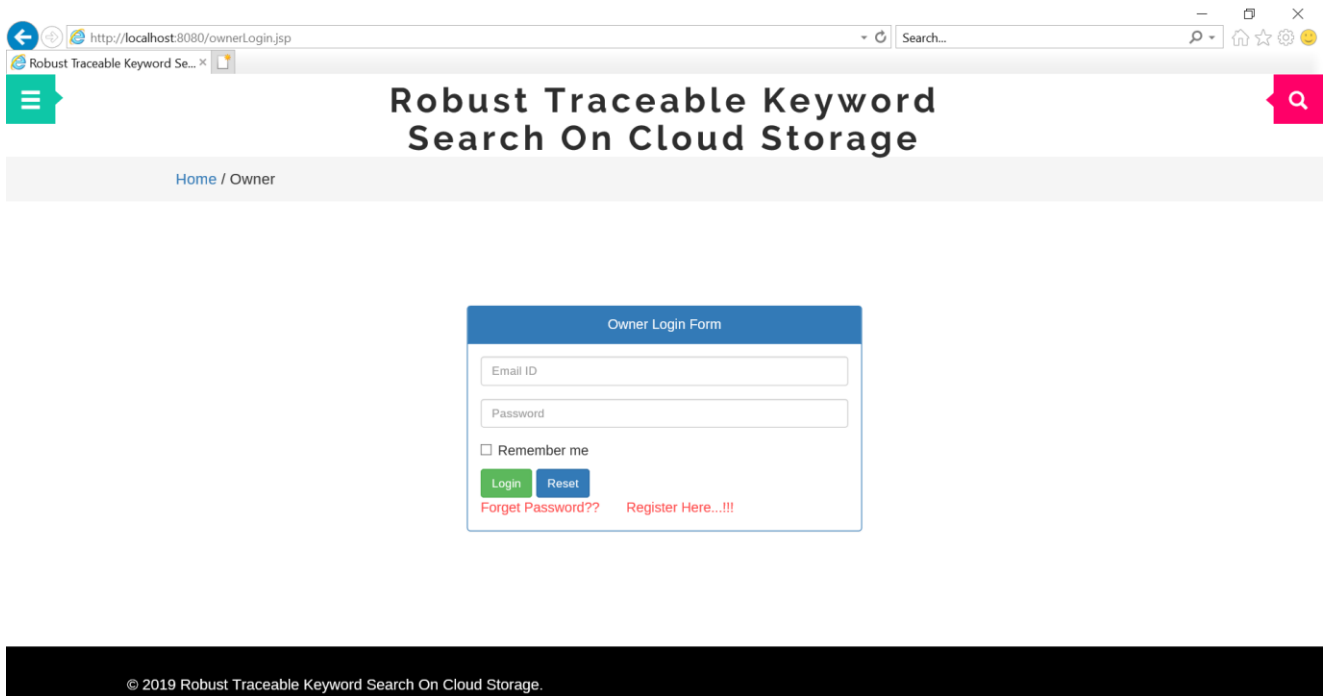 http://localhost:8080/ownerLogin.jsp
Search...
Robust Traceable Keyword Se...
Robust Traceable Keyword
Search On Cloud Storage
Home / Owner
Owner Login Form
Email ID
Password
Remember me
Login Reset
Forget Password?? Register Here...!!!
© 2019 Robust Traceable Keyword Search On Cloud Storage.